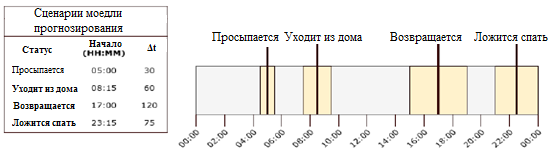 Сценарии моедли
прогнозирования
Статус Начало (HH:MM) Δt
Просыпается 05:00 30
Уходит из дома 08:15 60
Возвращается 17:00 120
Ложится спать 23:15 75
Просыпается Уходит из дома Возвращается Ложится спать
00:00 02:00 04:00 06:00 08:00 10:00 12:00 14:00 16:00 18:00 20:00 22:00 00:00